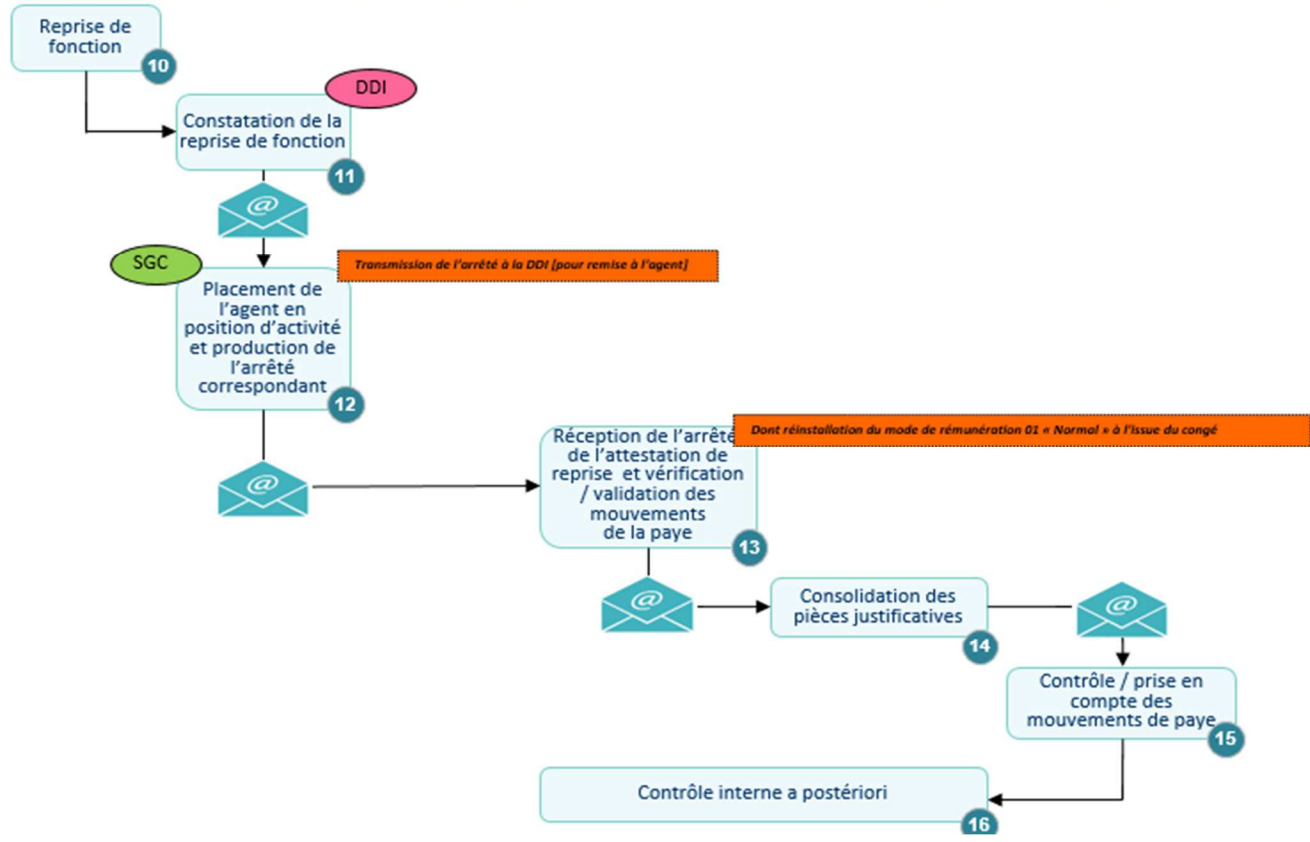 Reprise de
fonction
10
DDI
Constatation de la
reprise de fonction
11
@
SGC
Transmission de l'arrêté à la DDI [pour remise à l'agent]
Placement de
l'agent en
position d'activité
et production de
l'arrêté
correspondant
12
@
Dont réinstallation du mode de rémunération 01 « Normal » à l'issue du congé
Réception de l'arrêté
de l'attestation de
reprise et vérification
/ validation des
mouvements
de la paye
13
@
Consolidation des
pièces justificatives
14
@
Contrôle / prise en
compte des
mouvements de paye
15
Contrôle interne a postériori
16